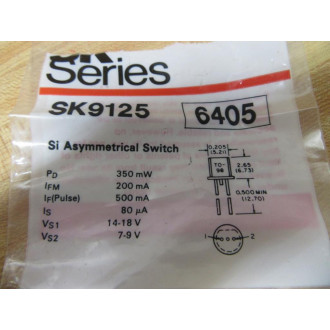 SK
Series
SK9125 6405
Si Asymmetrical Switch
PD 350 mW
IFM 200 mA
IF(Pulse) 500 mA
IS 80 µA
VS1 14-18 V
VS2 7-9 V
0.205
(5.21)
TO-
98
2.65
(6.73)
0.500 MIN
(12.70)
1 2